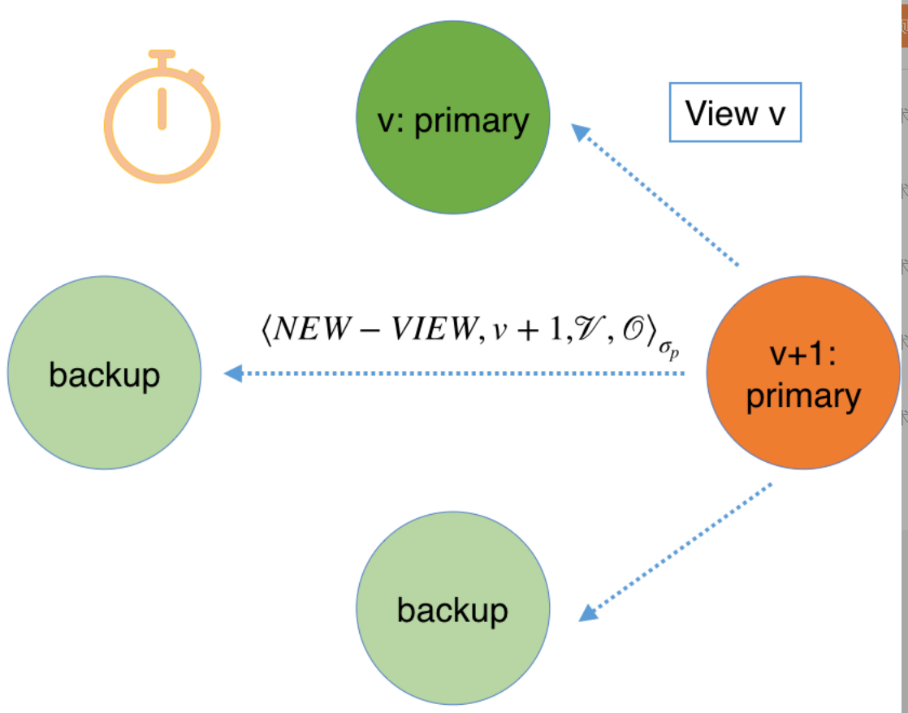 v: primary
View v
⟨NEW − VIEW, v + 1,𝒱, 𝒪⟩σp
backup
v+1:
primary
backup